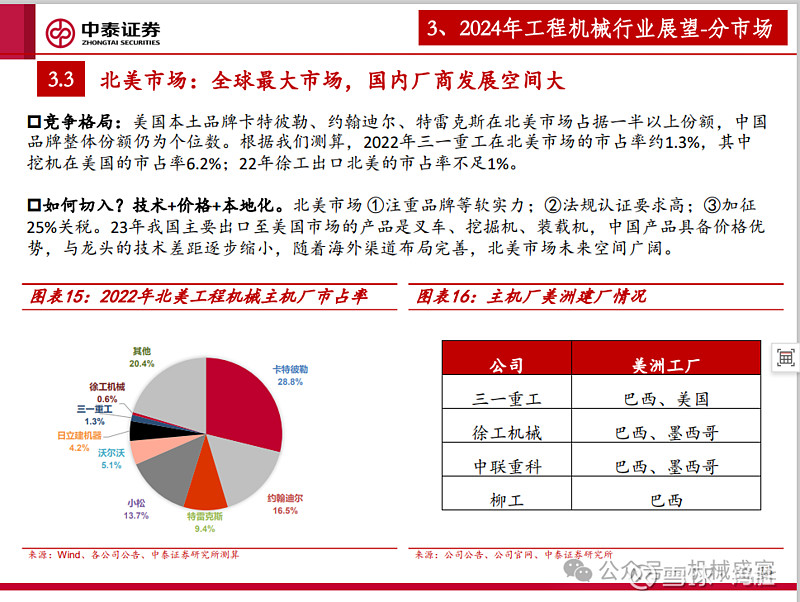 中泰证券
ZHONGTAI SECURITIES
3、2024年工程机械行业展望-分市场
3.3 北美市场：全球最大市场，国内厂商发展空间大
竞争格局：美国本土品牌卡特彼勒、约翰迪尔、特雷克斯在北美市场占据一半以上份额，中国
品牌整体份额仍为个位数。根据我们测算，2022年三一重工在北美市场的市占率约1.3%，其中
挖机在美国的市占率6.2%；22年徐工出口北美的市占率不足1%。
如何切入？技术+价格+本地化。北美市场 ①注重品牌等软实力；②法规认证要求高；③加征
25%关税。23年我国主要出口至美国市场的产品是叉车、挖掘机、装载机，中国产品具备价格优
势，与龙头的技术差距逐步缩小，随着海外渠道布局完善，北美市场未来空间广阔。
图表15：2022年北美工程机械主机厂市占率
其他
20.4%
卡特彼勒
28.8%
徐工机械
0.6%
三一重工
1.3%
日立建机器
4.2%
沃尔沃
5.1%
小松
13.7%
特雷克斯
9.4%
约翰迪尔
16.5%
来源：Wind、各公司公告、中泰证券研究所测算
图表16：主机厂美洲建厂情况
公司 美洲工厂
三一重工 巴西、美国
徐工机械 巴西、墨西哥
中联重科 巴西、墨西哥
柳工 巴西
来源：公司公告、公司官网、中泰证券研究所
公众号 机械盛宴